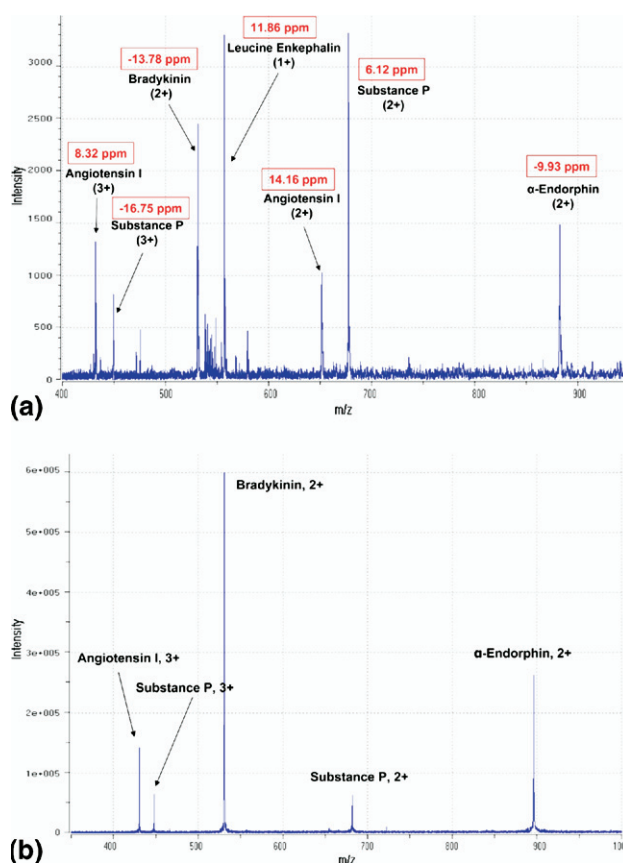 11.86 ppm
Leucine Enkephalin
(1+)
-13.78 ppm
Bradykinin
(2+)
6.12 ppm
Substance P
(2+)
8.32 ppm
Angiotensin I
(3+)
-16.75 ppm
Substance P
(3+)
14.16 ppm
Angiotensin I
(2+)
-9.93 ppm
α-Endorphin
(2+)
Intensity
3000
2500
2000
1500
1000
500
0
400
500
600
700
800
900
m/z
(a)
Bradykinin, 2+
Angiotensin I, 3+
Substance P, 3+
Substance P, 2+
α-Endorphin, 2+
Intensity
6e+005
5e+005
4e+005
3e+005
2e+005
1e+005
0
400
500
600
700
800
900
m/z
(b)